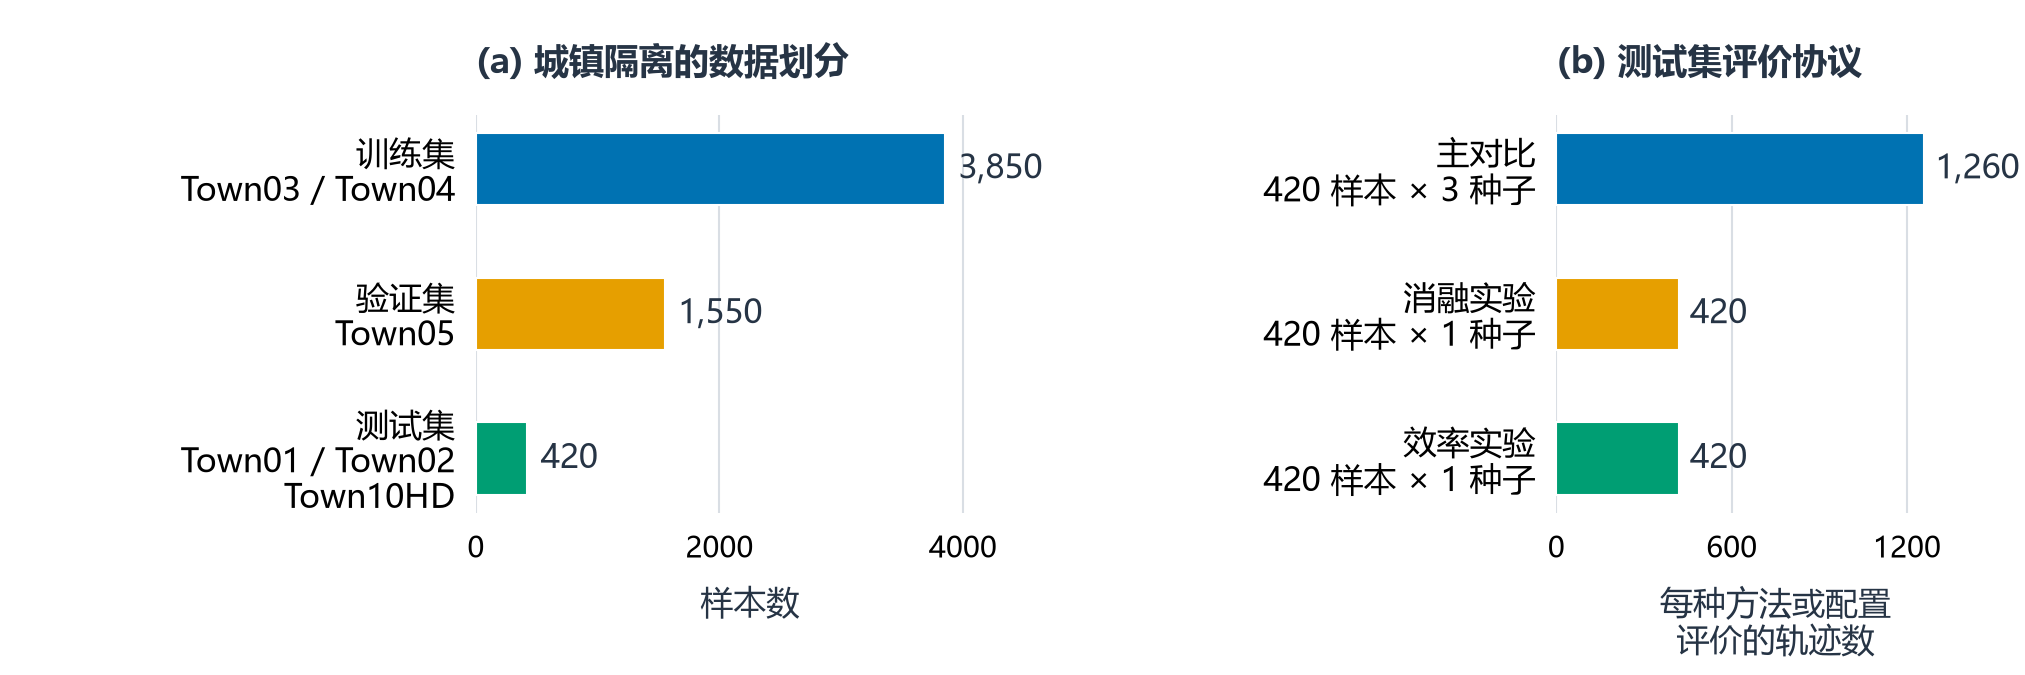 (a) 城镇隔离的数据划分
训练集
Town03 / Town04
3,850
验证集
Town05
1,550
测试集
Town01 / Town02
Town10HD
420
0
2000
4000
样本数
(b) 测试集评价协议
主对比
420 样本 × 3 种子
1,260
消融实验
420 样本 × 1 种子
420
效率实验
420 样本 × 1 种子
420
0
600
1200
每种方法或配置
评价的轨迹数